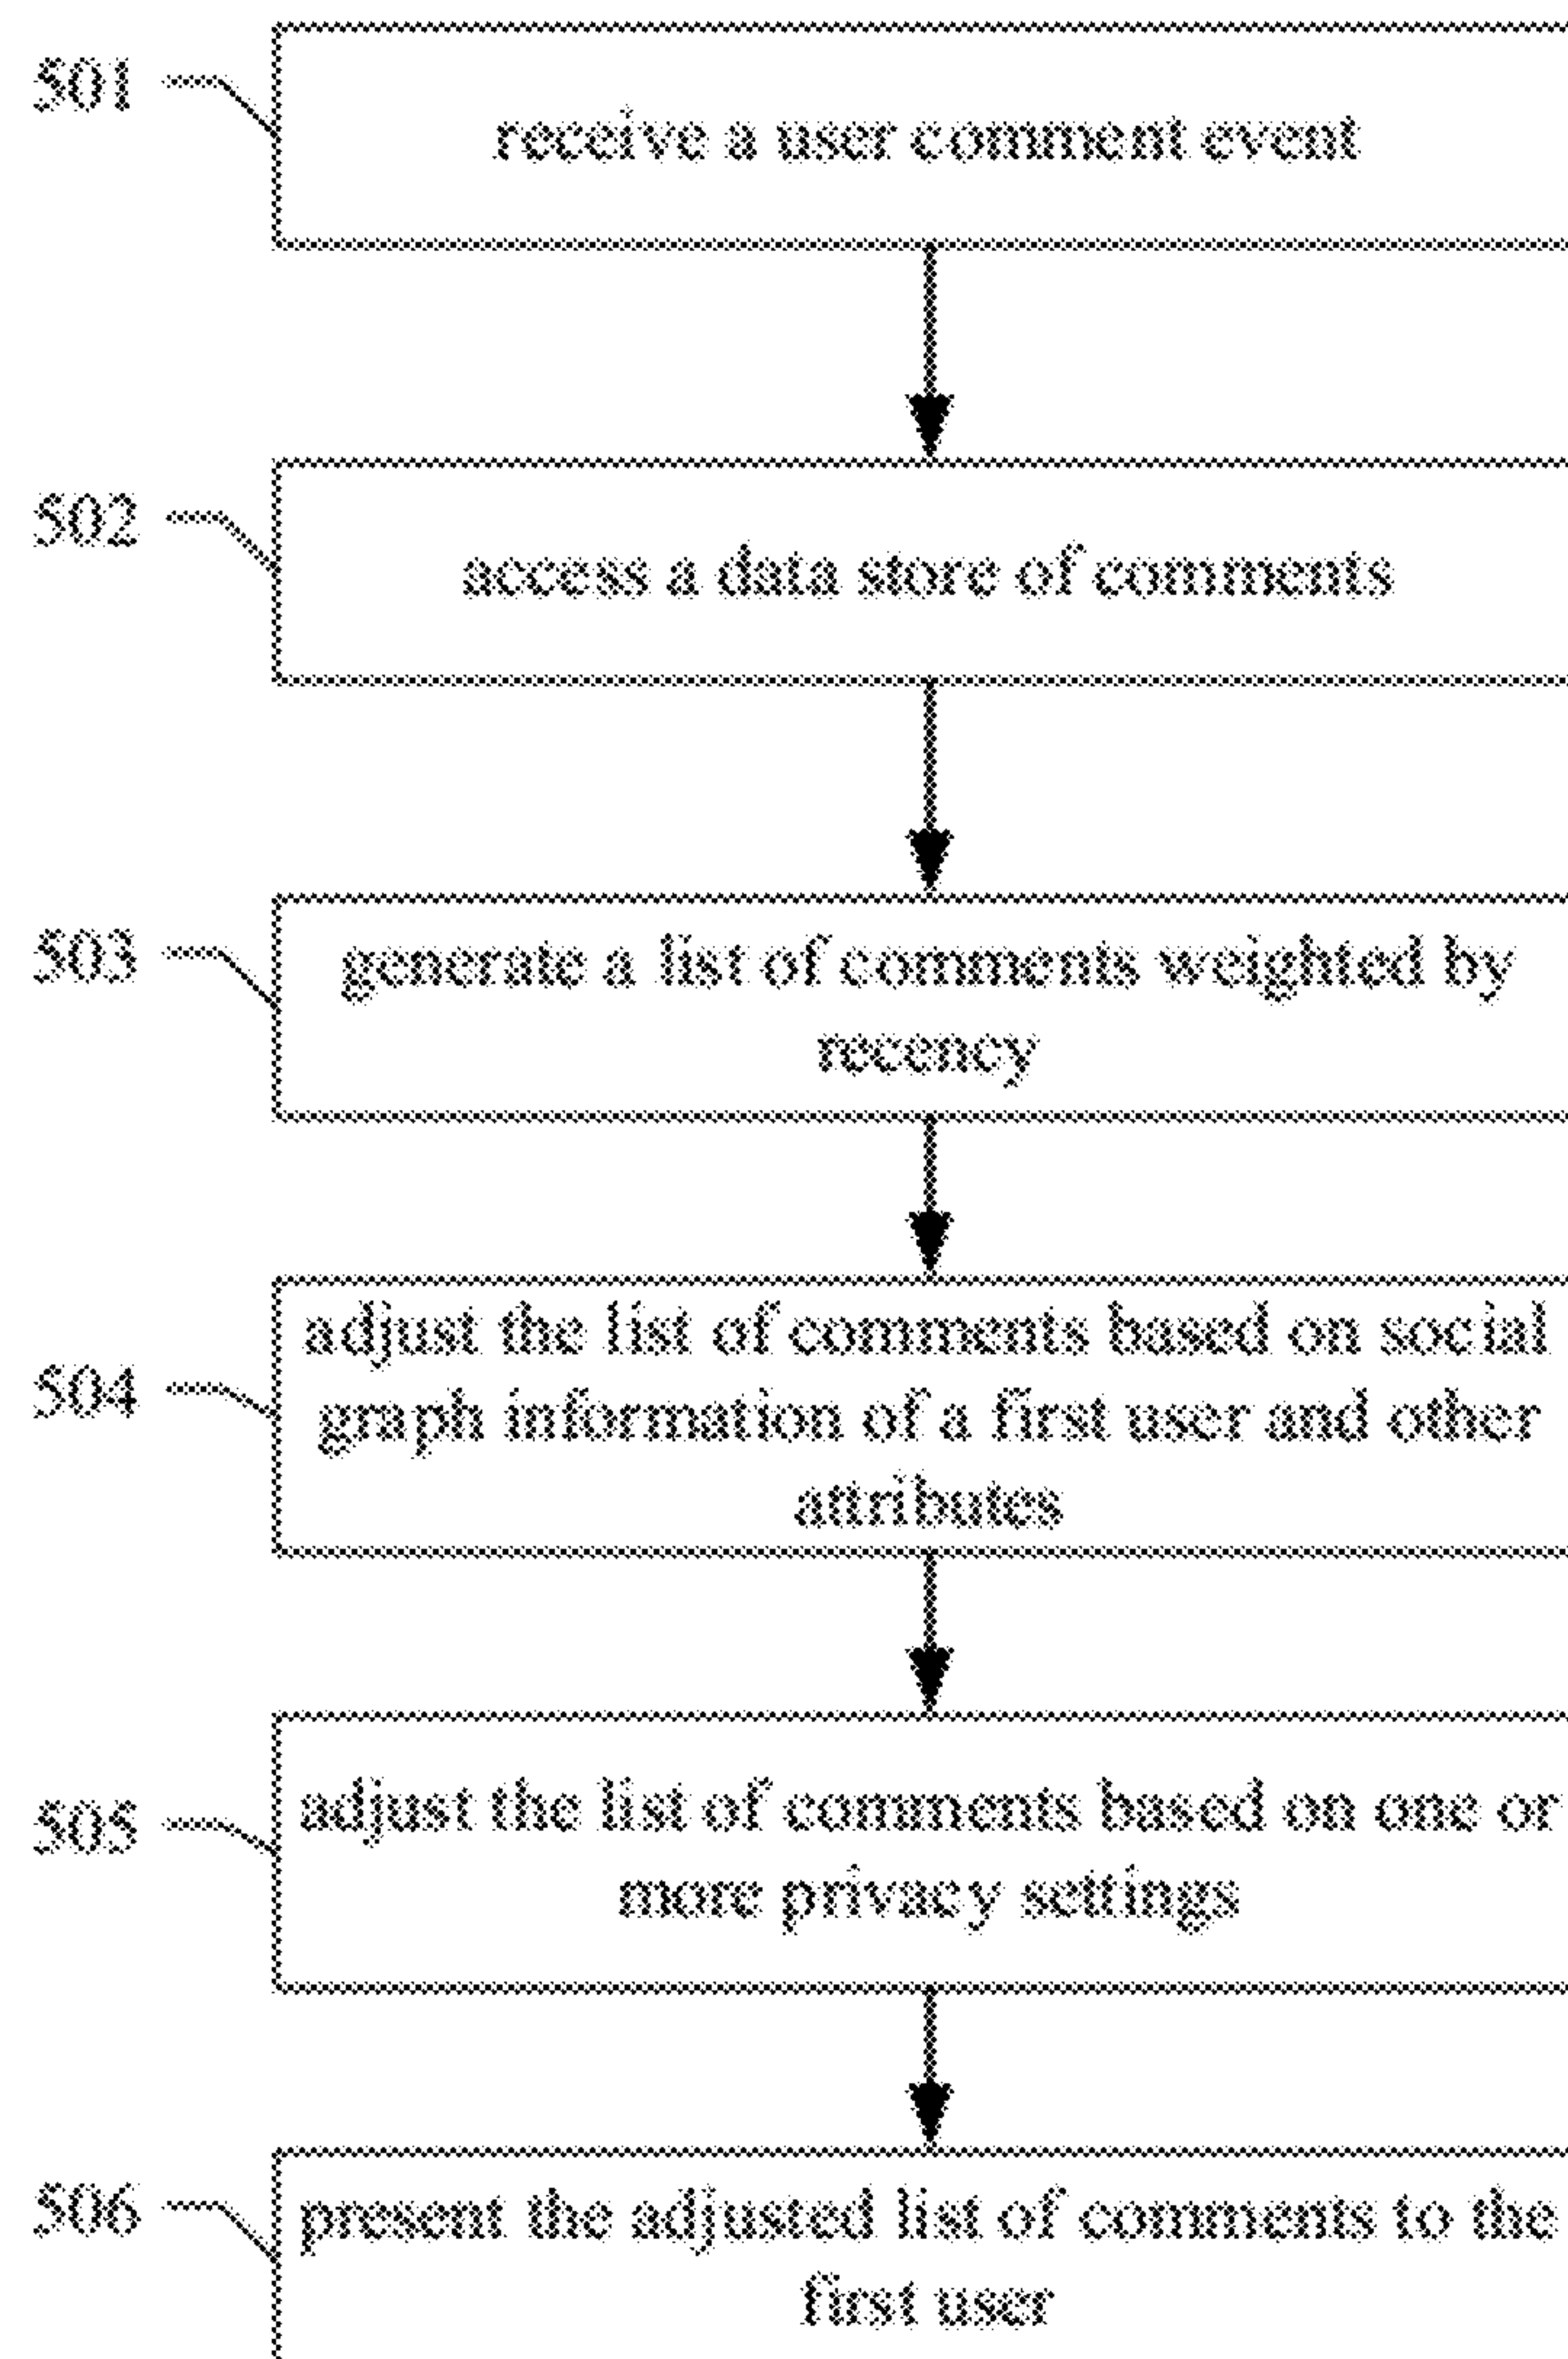 501
receive a user comment event
502
access a data store of comments
503
generate a list of comments weighted by
recency
504
adjust the list of comments based on social
graph information of a first user and other
attributes
505
adjust the list of comments based on one or
more privacy settings
506
present the adjusted list of comments to the
first user